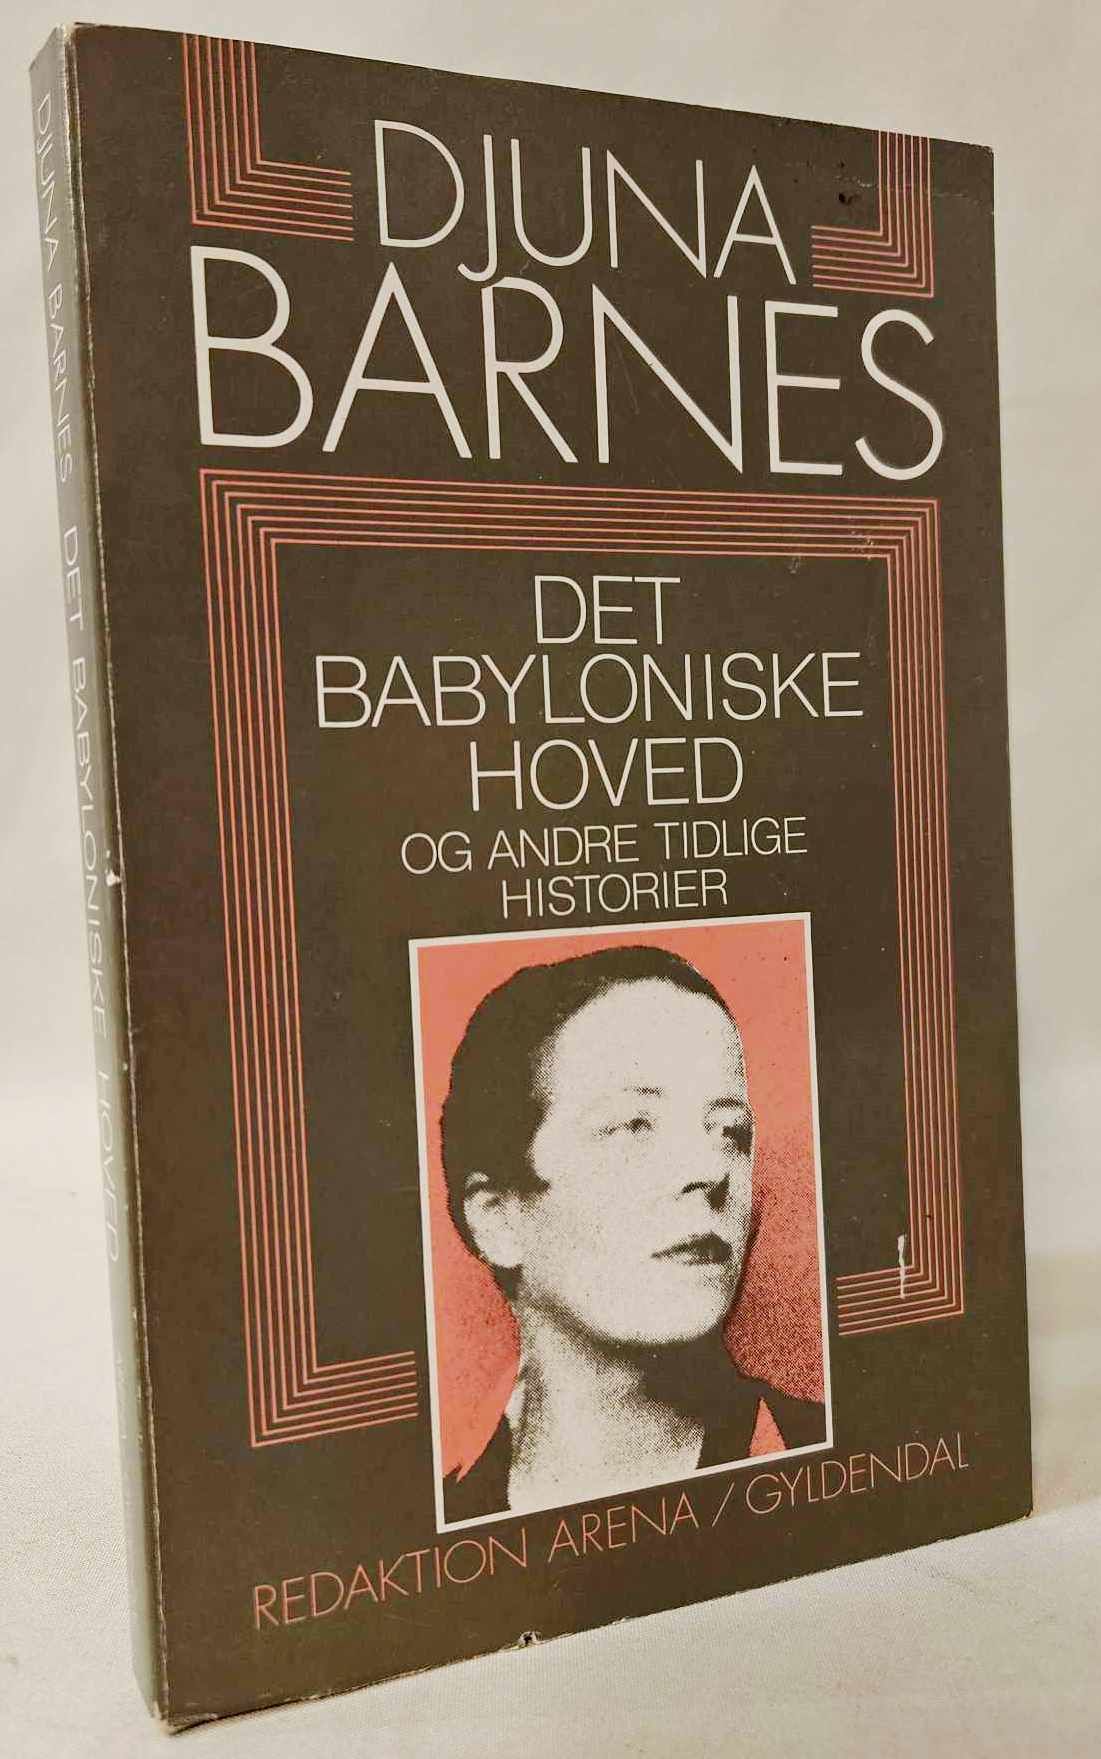 DJUNA
BARNES
DET
BABYLONISKE
HOVED
OG ANDRE TIDLIGE
HISTORIER
REDAKTION ARENA / GYLDENDAL
DJUNA BARNES DET BABYLONISKE HOVED